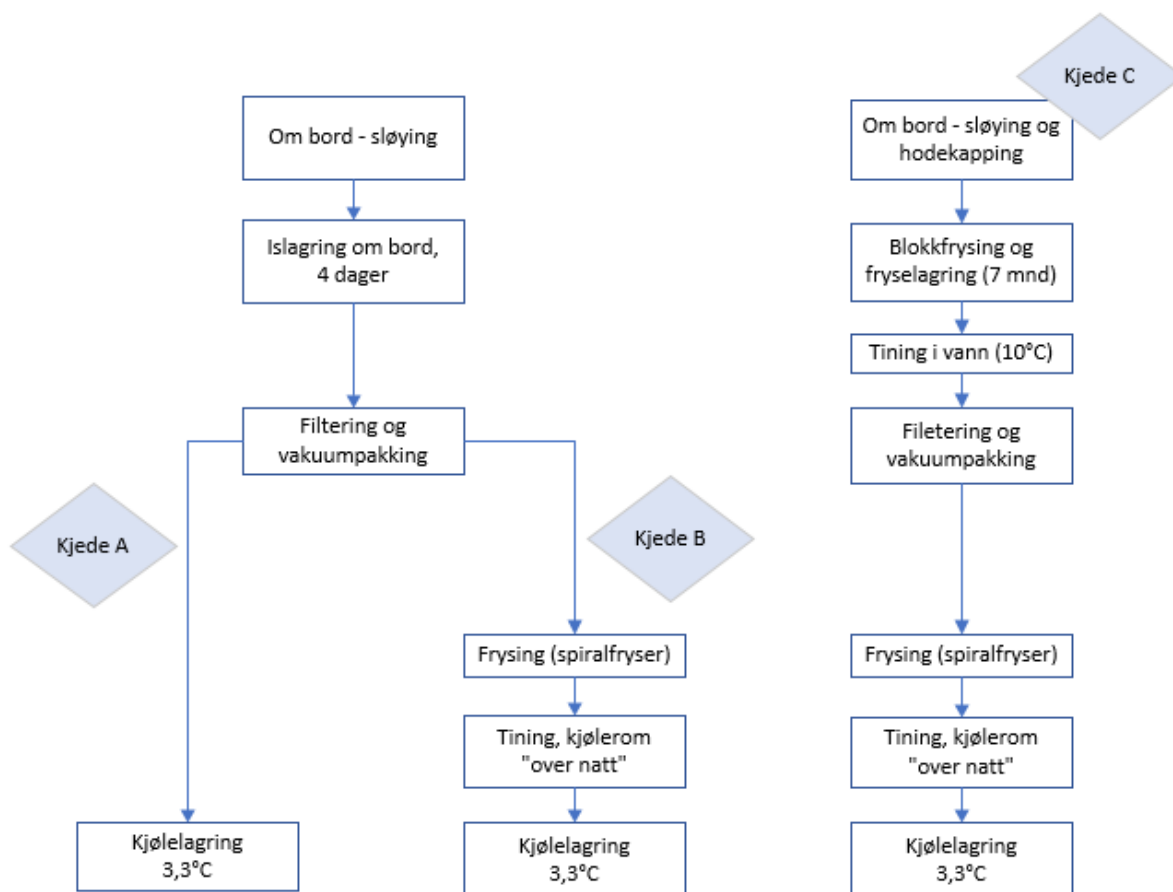 Kjede C
Om bord - sløying
Om bord - sløying og
hodekapping
Islagring om bord,
4 dager
Blokkfrysing og
fryselagring (7 mnd)
Tining i vann (10°C)
Filtering og
vakuumpakking
Filetering og
vakuumpakking
Kjede A
Kjede B
Frysing (spiralfryser)
Frysing (spiralfryser)
Tining, kjølerom
"over natt"
Tining, kjølerom
"over natt"
Kjølelagring
3,3°C
Kjølelagring
3,3°C
Kjølelagring
3,3°C